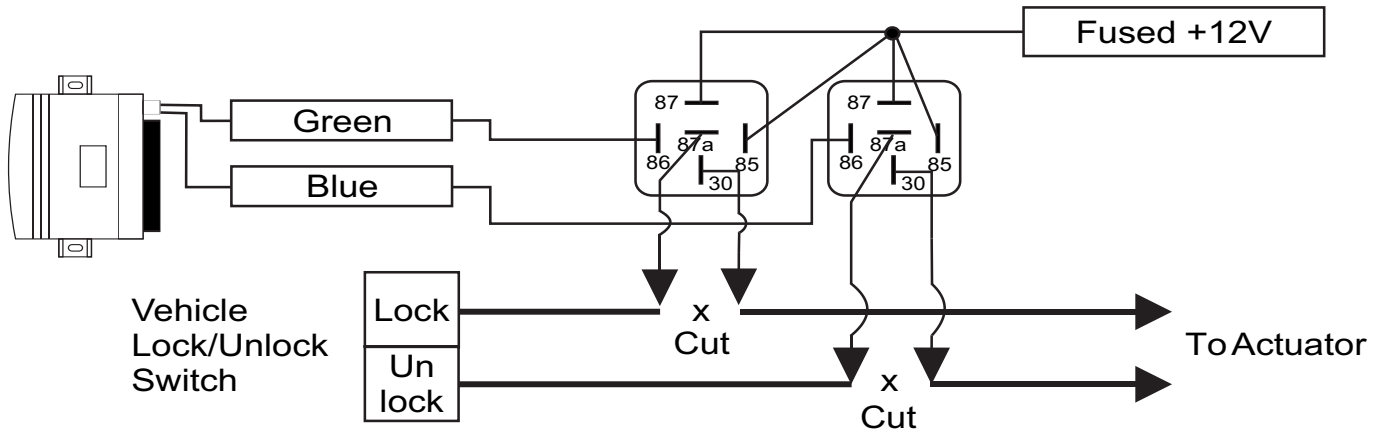 Fused +12V
Green
Blue
87
87a
86
85
30
87
87a
86
85
30
Vehicle
Lock/Unlock
Switch
Lock
Un
lock
x
Cut
x
Cut
To Actuator